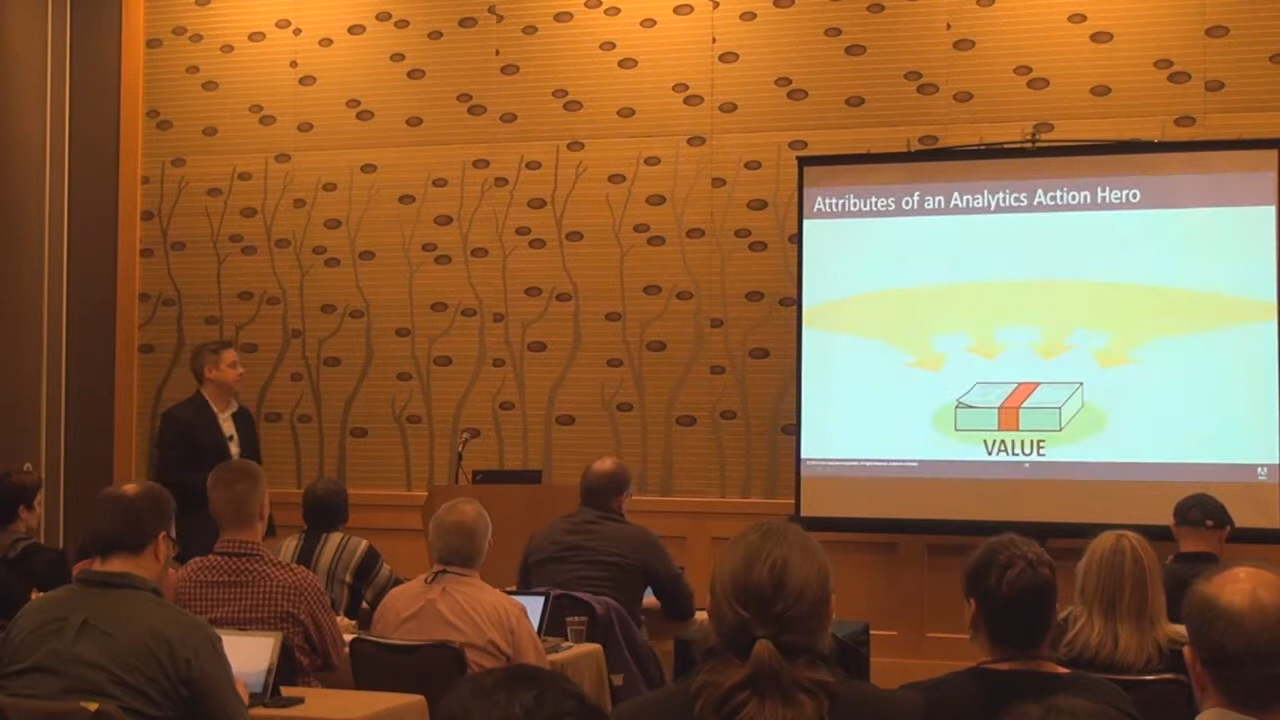 Attributes of an Analytics Action Hero
VALUE